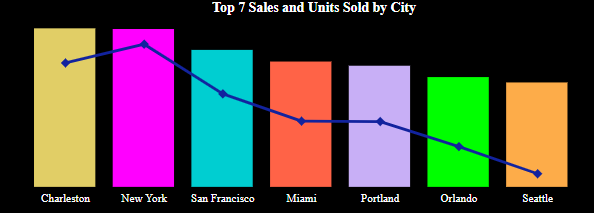 Top 7 Sales and Units Sold by City
Charleston New York San Francisco Miami Portland Orlando Seattle